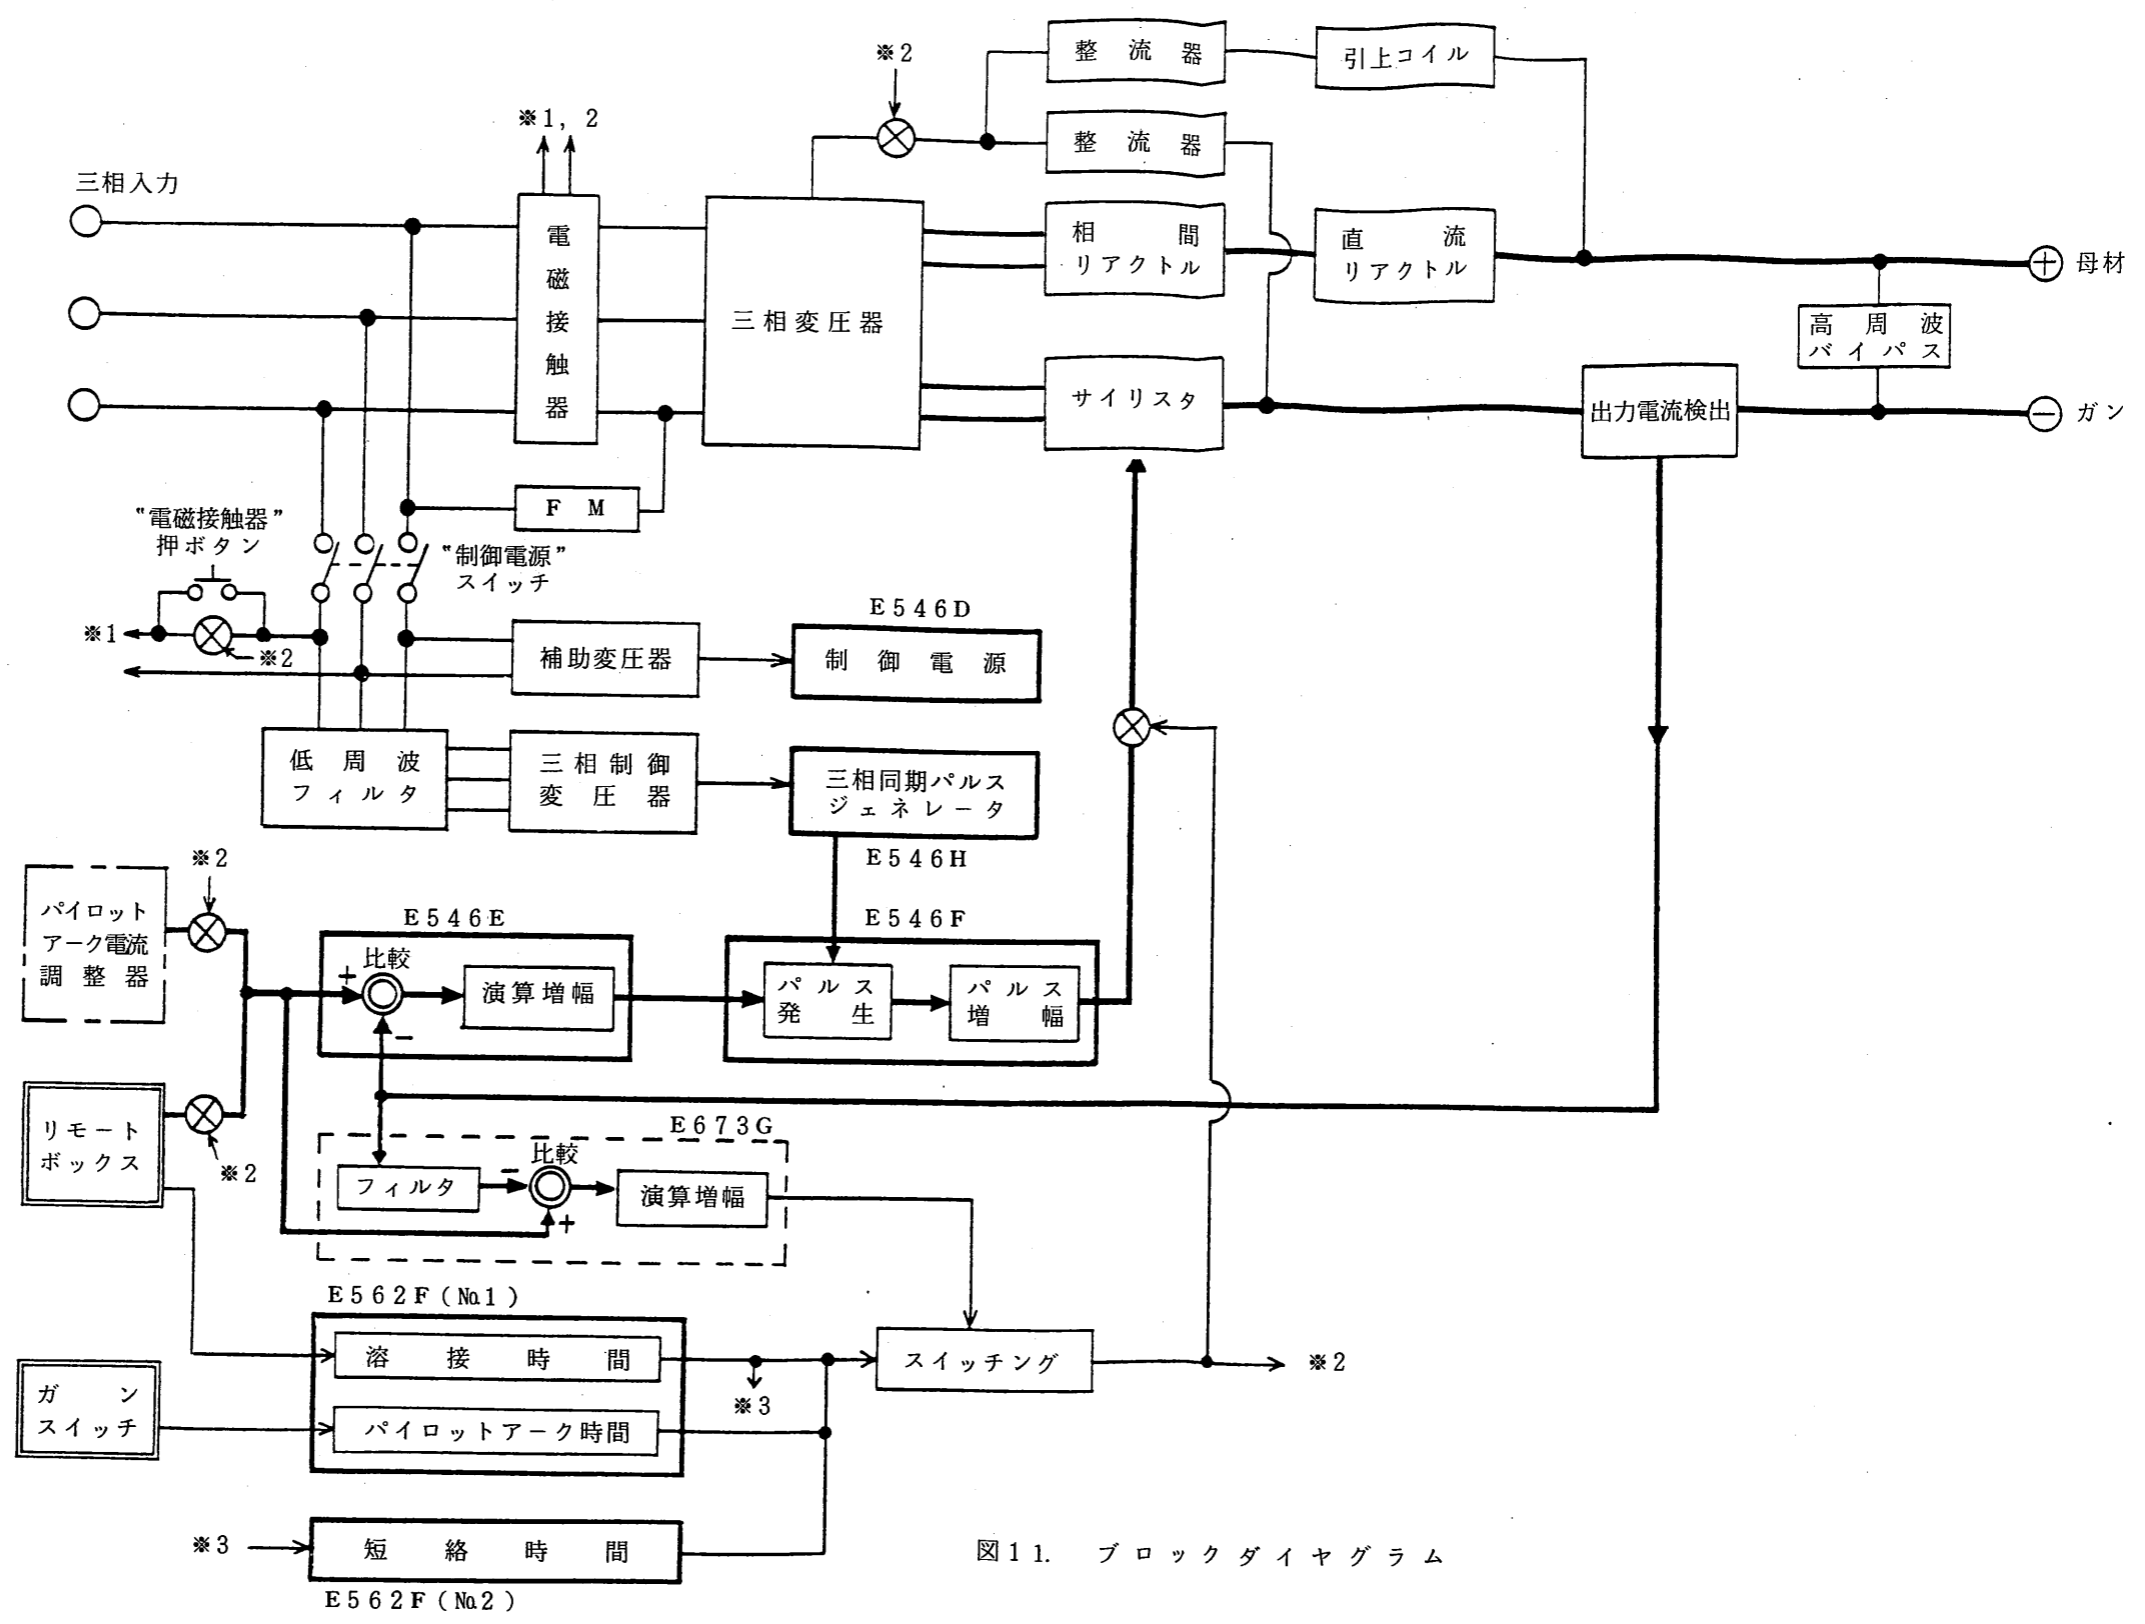 ※2
整流器
引上コイル
※1, 2
整流器
三相入力
電磁接触器
三相変圧器
相間
リアクトル
直流
リアクトル
⊕ 母材
高周波
バイパス
サイリスタ
出力電流検出
⊖ ガン
FM
"電磁接触器"
押ボタン
"制御電源"
スイッチ
※1
※2
補助変圧器
E546D
制御電源
低周波
フィルタ
三相制御
変圧器
三相同期パルス
ジェネレータ
E546H
※2
パイロット
アーク電流
調整器
E546E
比較
+
-
演算増幅
E546F
パルス
発生
パルス
増幅
リモート
ボックス
※2
E673G
フィルタ
-
比較
+
演算増幅
E562F(№1)
溶接時間
パイロットアーク時間
※3
スイッチング
※2
ガン
スイッチ
※3
短絡時間
E562F(№2)
図11. ブロックダイヤグラム